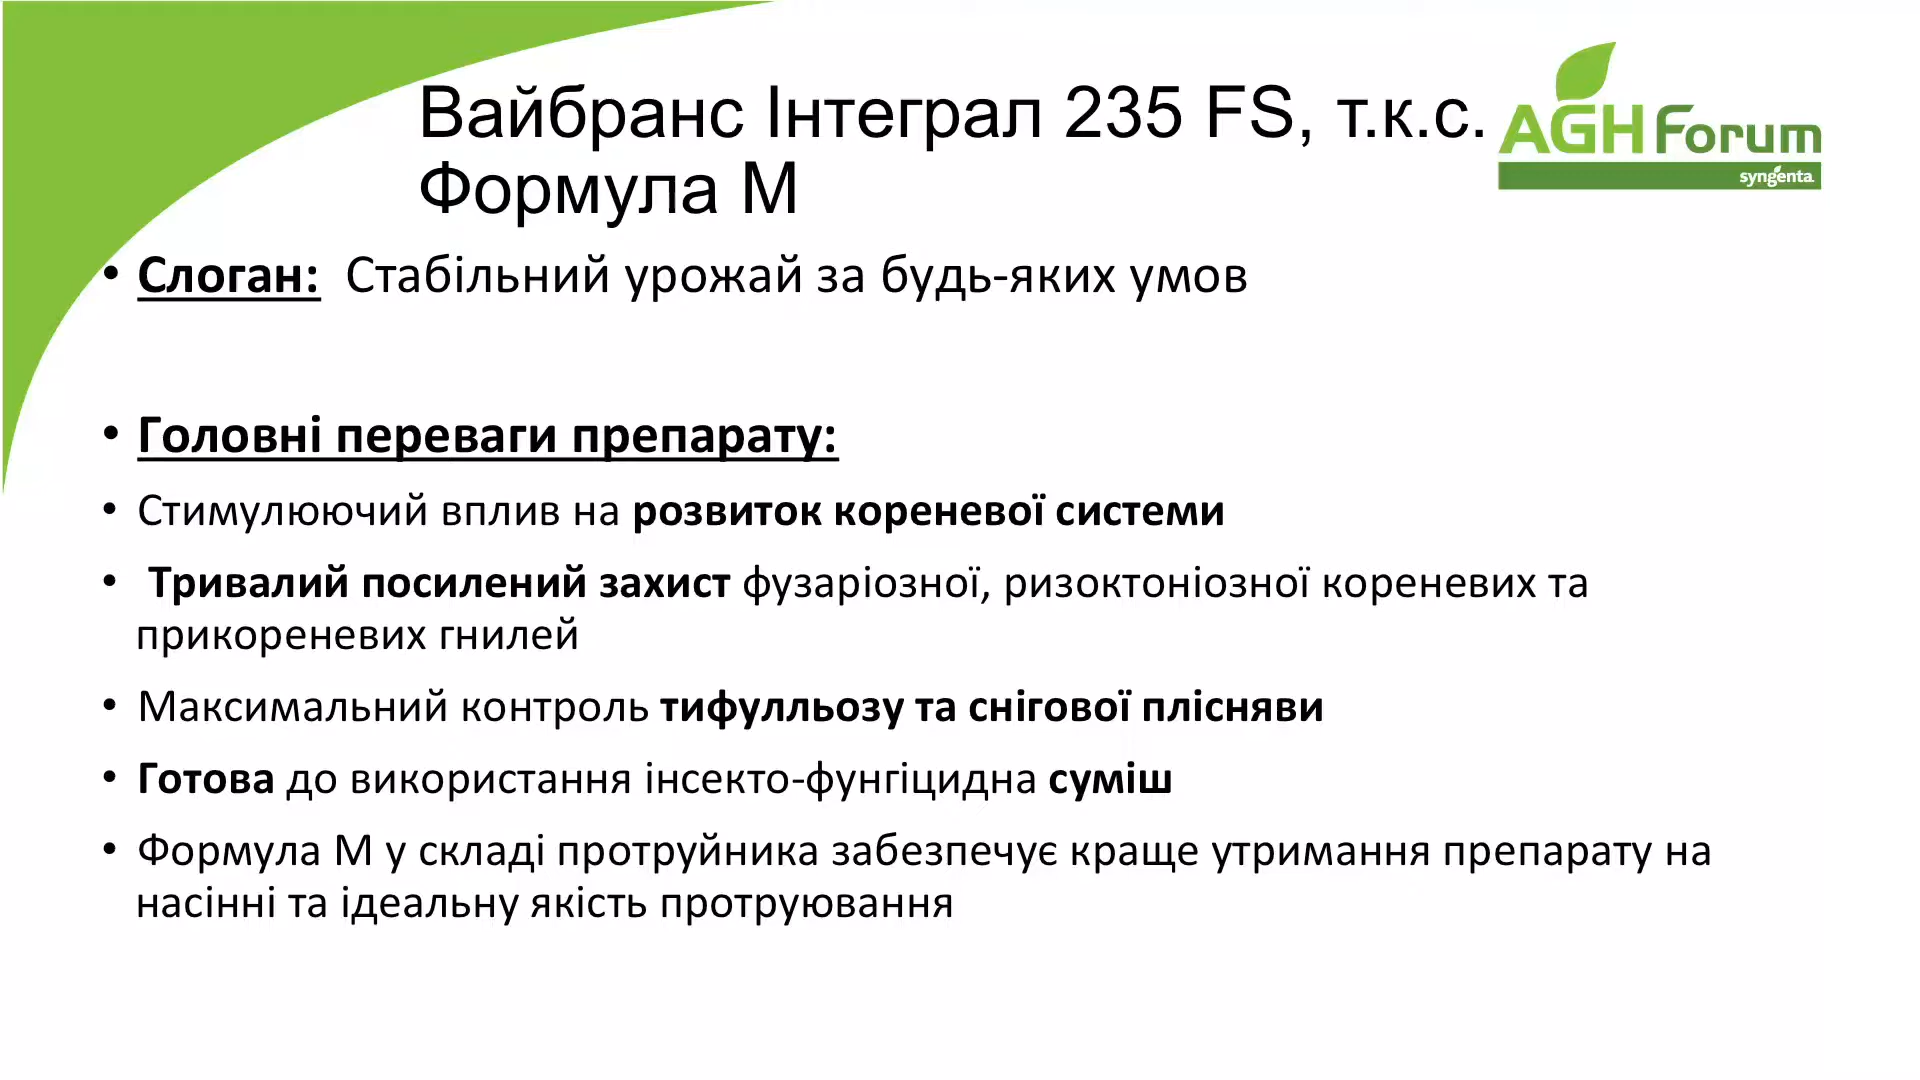 Вайбранс Інтеграл 235 FS, т.к.с.
Формула М
AGH Forum
syngenta
• Слоган: Стабільний урожай за будь-яких умов
• Головні переваги препарату:
• Стимулюючий вплив на розвиток кореневої системи
• Тривалий посилений захист фузаріозної, ризоктоніозної кореневих та
прикореневих гнилей
• Максимальний контроль тифулльозу та снігової плісняви
• Готова до використання інсекто-фунгіцидна суміш
• Формула М у складі протруйника забезпечує краще утримання препарату на
насінні та ідеальну якість протруювання